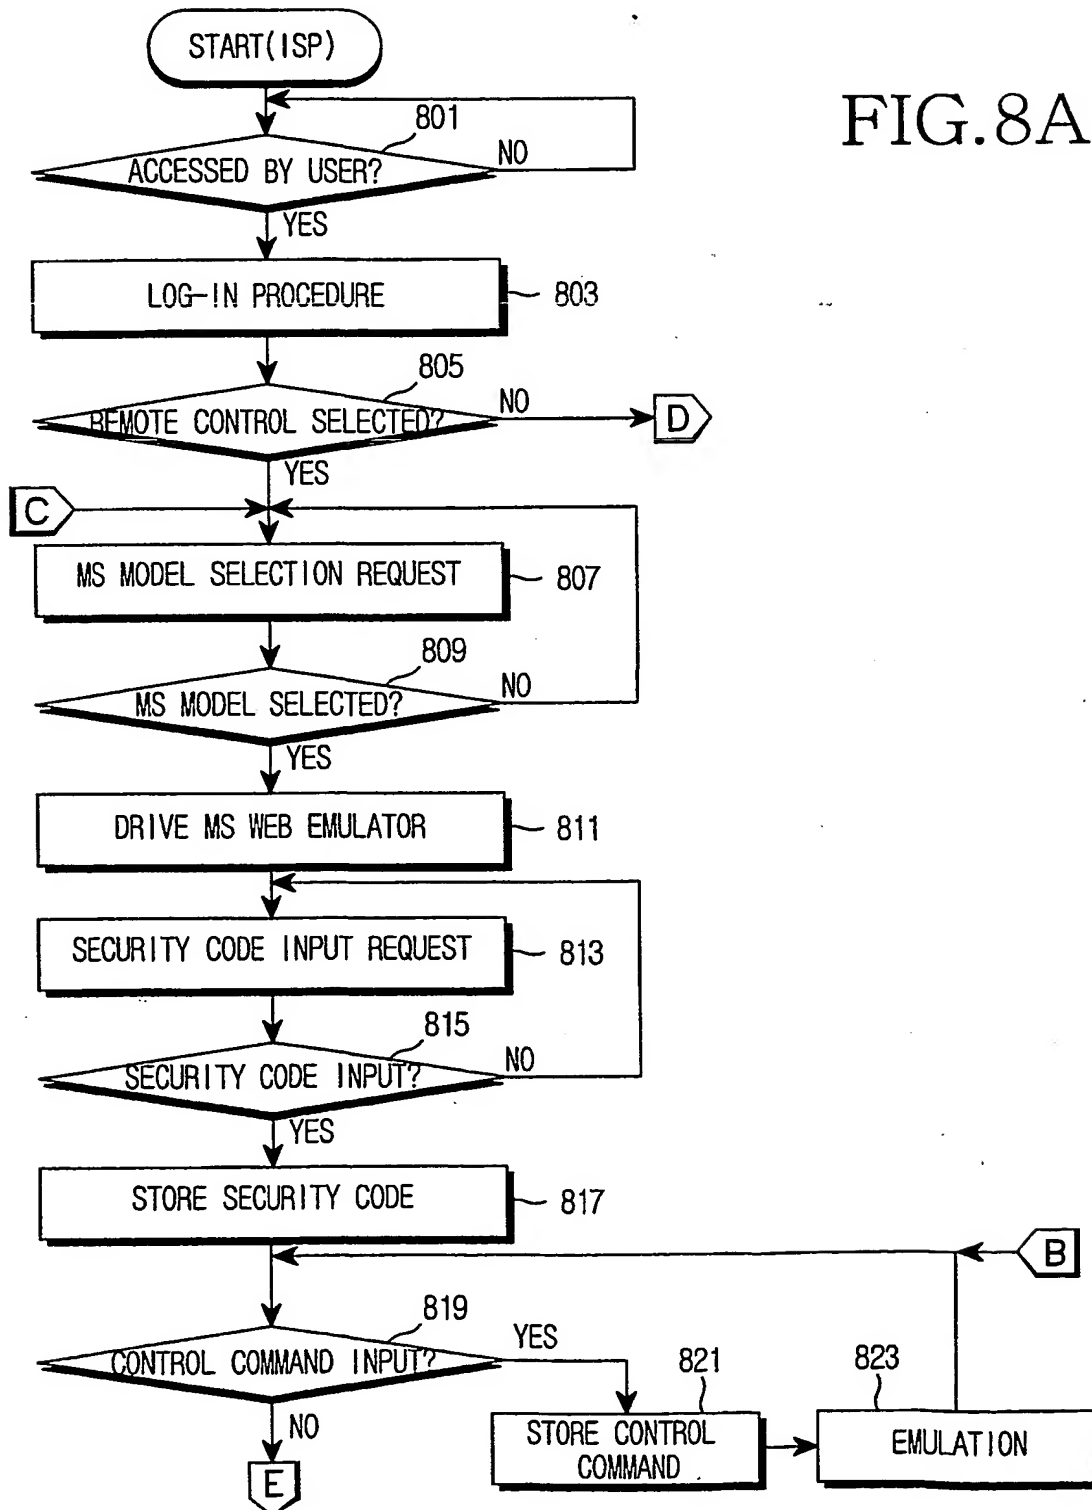 START(ISP)
FIG.8A
801
ACCESSED BY USER?
NO
YES
LOG-IN PROCEDURE
803
805
REMOTE CONTROL SELECTED?
NO
D
YES
C
MS MODEL SELECTION REQUEST
807
809
MS MODEL SELECTED?
NO
YES
DRIVE MS WEB EMULATOR
811
SECURITY CODE INPUT REQUEST
813
815
SECURITY CODE INPUT?
NO
YES
STORE SECURITY CODE
817
B
819
CONTROL COMMAND INPUT?
YES
821
823
NO
STORE CONTROL
COMMAND
EMULATION
E